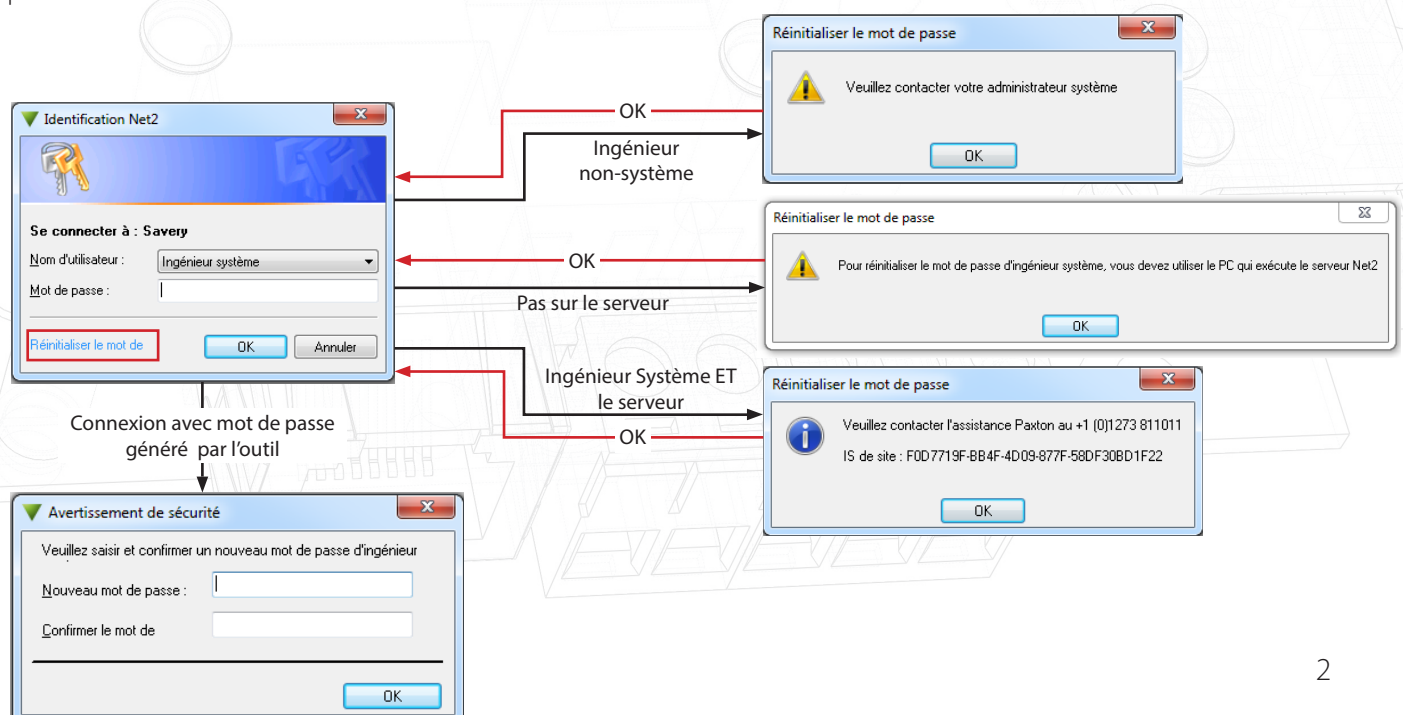 Réinitialiser le mot de passe
Veuillez contacter votre administrateur système
OK
Identification Net2
Se connecter à : Savery
Nom d'utilisateur :
Ingénieur système
Mot de passe :
Réinitialiser le mot de
OK
Annuler
OK
Ingénieur
non-système
Réinitialiser le mot de passe
Pour réinitialiser le mot de passe d'ingénieur système, vous devez utiliser le PC qui exécute le serveur Net2
OK
OK
Pas sur le serveur
Ingénieur Système ET
le serveur
OK
Réinitialiser le mot de passe
Veuillez contacter l'assistance Paxton au +1 (0)1273 811011
IS de site : F0D7719F-BB4F-4D09-877F-58DF30BD1F22
OK
Connexion avec mot de passe
généré par l'outil
Avertissement de sécurité
Veuillez saisir et confirmer un nouveau mot de passe d'ingénieur
Nouveau mot de passe :
Confirmer le mot de
OK
2